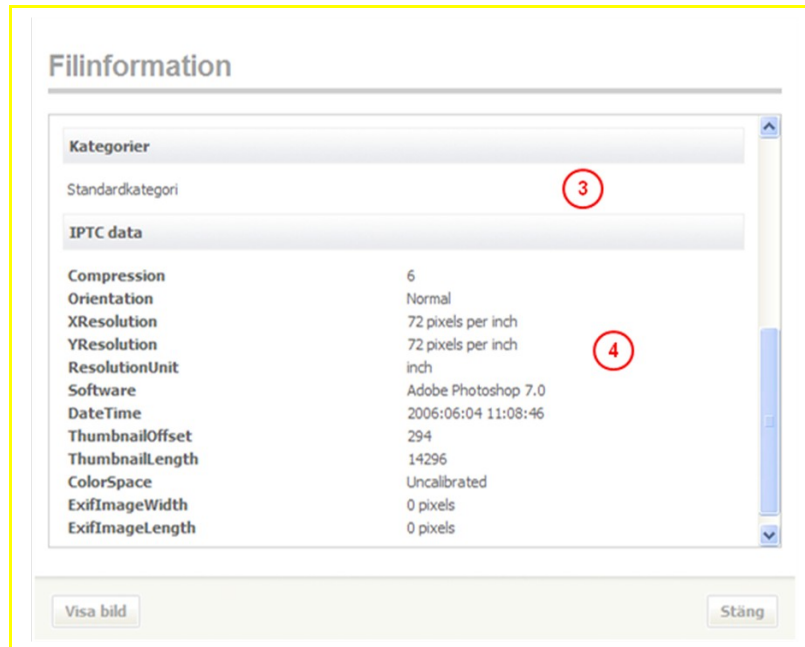 Filinformation
Kategorier
Standardkategori
3
IPTC data
Compression 6
Orientation Normal
XResolution 72 pixels per inch
YResolution 72 pixels per inch
4
ResolutionUnit inch
Software Adobe Photoshop 7.0
DateTime 2006:06:04 11:08:46
ThumbnailOffset 294
ThumbnailLength 14296
ColorSpace Uncalibrated
ExifImageWidth 0 pixels
ExifImageLength 0 pixels
Visa bild Stäng